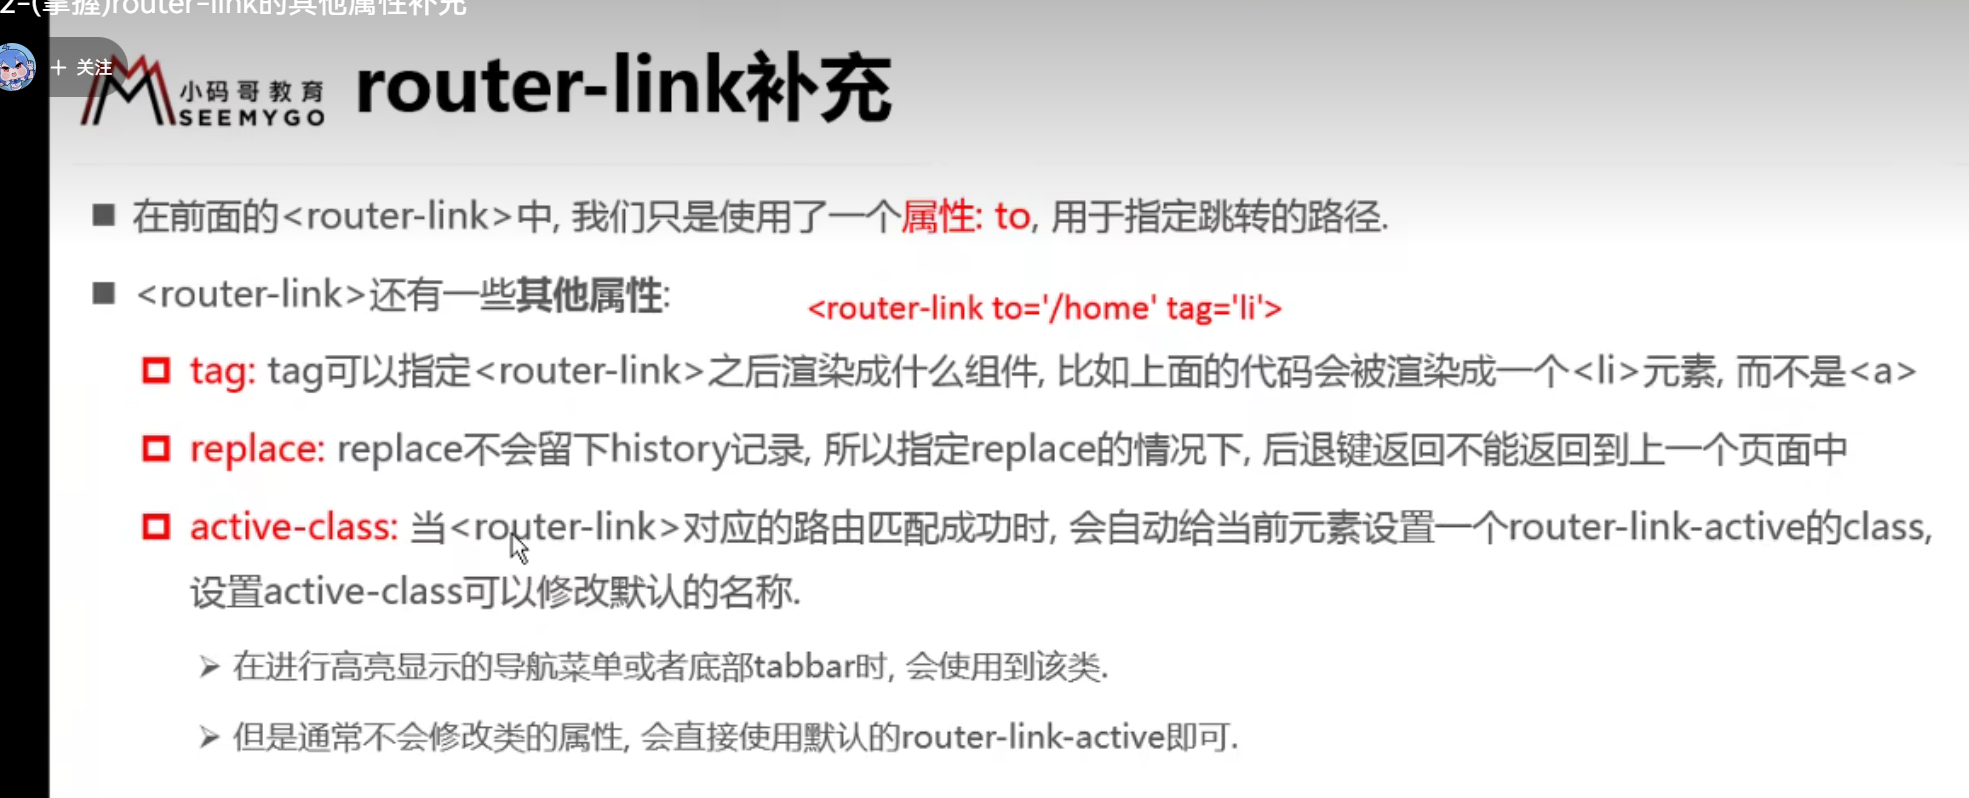 2-(掌握)router-link的其他属性补充
+ 关注
小码哥教育
SEEMYGO
router-link补充
在前面的<router-link>中, 我们只是使用了一个属性: to, 用于指定跳转的路径.
<router-link>还有一些其他属性:
<router-link to='/home' tag='li'>
tag: tag可以指定<router-link>之后渲染成什么组件, 比如上面的代码会被渲染成一个<li>元素, 而不是<a>
replace: replace不会留下history记录, 所以指定replace的情况下, 后退键返回不能返回到上一个页面中
active-class: 当<router-link>对应的路由匹配成功时, 会自动给当前元素设置一个router-link-active的class,
设置active-class可以修改默认的名称.
在进行高亮显示的导航菜单或者底部tabbar时, 会使用到该类.
但是通常不会修改类的属性, 会直接使用默认的router-link-active即可.